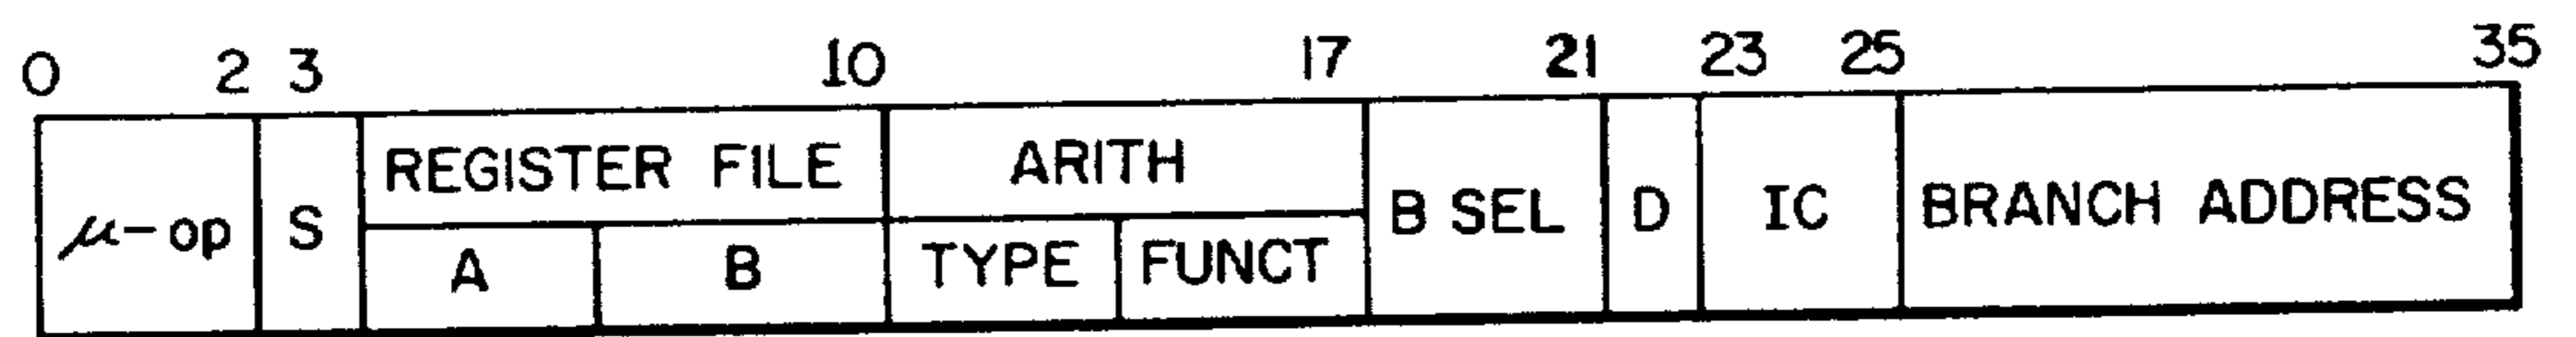 0 2 3 10 17 21 23 25 35
μ-op S REGISTER FILE ARITH B SEL D IC BRANCH ADDRESS
A B TYPE FUNCT